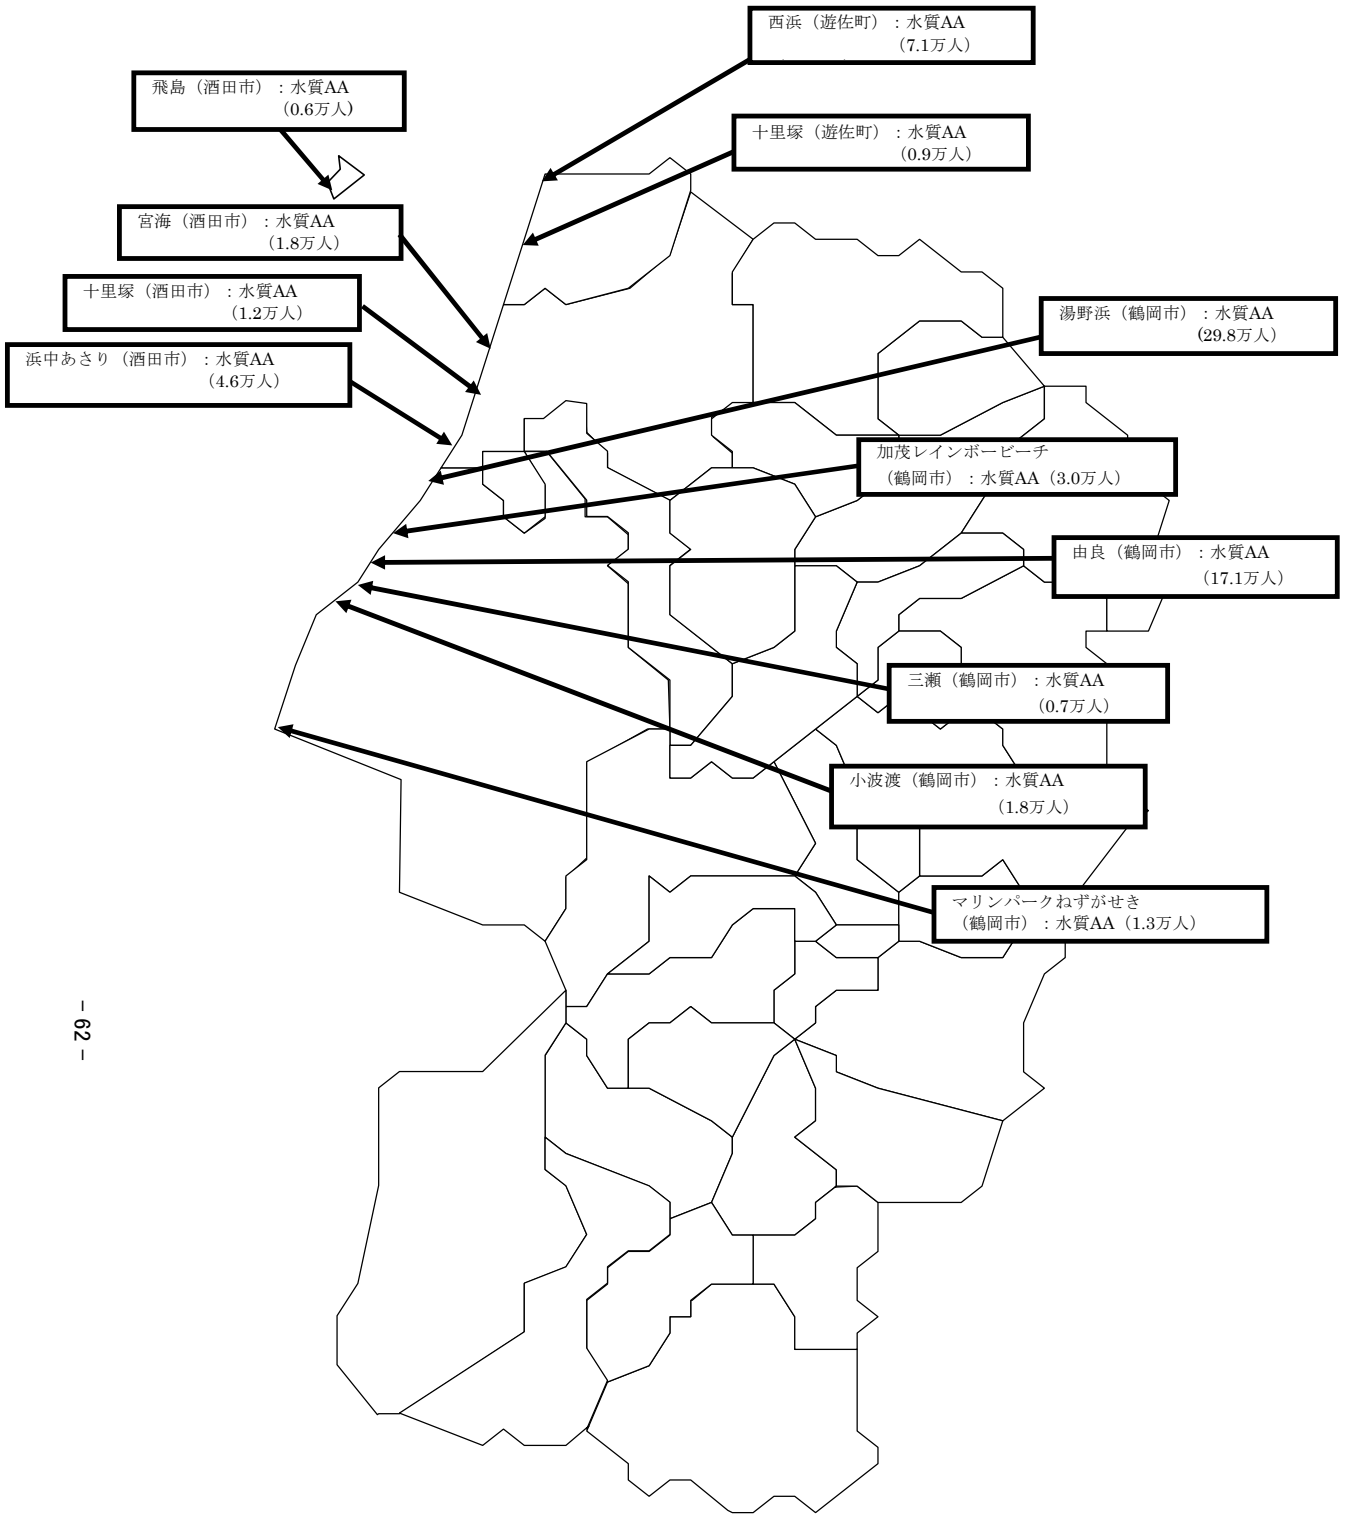 西浜（遊佐町）：水質AA
（7.1万人）
飛島（酒田市）：水質AA
（0.6万人）
十里塚（遊佐町）：水質AA
（0.9万人）
宮海（酒田市）：水質AA
（1.8万人）
十里塚（酒田市）：水質AA
（1.2万人）
湯野浜（鶴岡市）：水質AA
（29.8万人）
浜中あさり（酒田市）：水質AA
（4.6万人）
加茂レインボービーチ
（鶴岡市）：水質AA（3.0万人）
由良（鶴岡市）：水質AA
（17.1万人）
三瀬（鶴岡市）：水質AA
（0.7万人）
小波渡（鶴岡市）：水質AA
（1.8万人）
マリンパークねずがせき
（鶴岡市）：水質AA（1.3万人）
－62－